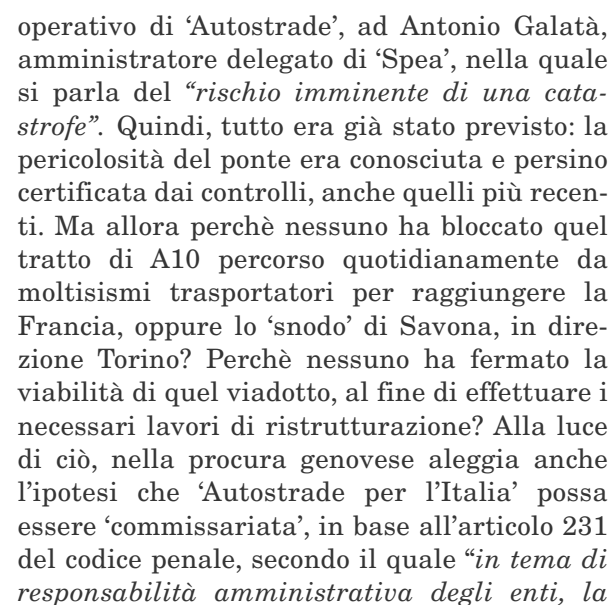 operativo di ‘Autostrade’, ad Antonio Galatà,
amministratore delegato di ‘Spea’, nella quale
si parla del “rischio imminente di una cata-
strofe”. Quindi, tutto era già stato previsto: la
pericolosità del ponte era conosciuta e persino
certificata dai controlli, anche quelli più recen-
ti. Ma allora perchè nessuno ha bloccato quel
tratto di A10 percorso quotidianamente da
moltisismi trasportatori per raggiungere la
Francia, oppure lo ‘snodo’ di Savona, in dire-
zione Torino? Perchè nessuno ha fermato la
viabilità di quel viadotto, al fine di effettuare i
necessari lavori di ristrutturazione? Alla luce
di ciò, nella procura genovese aleggia anche
l’ipotesi che ‘Autostrade per l’Italia’ possa
essere ‘commissariata’, in base all’articolo 231
del codice penale, secondo il quale “in tema di
responsabilità amministrativa degli enti, la